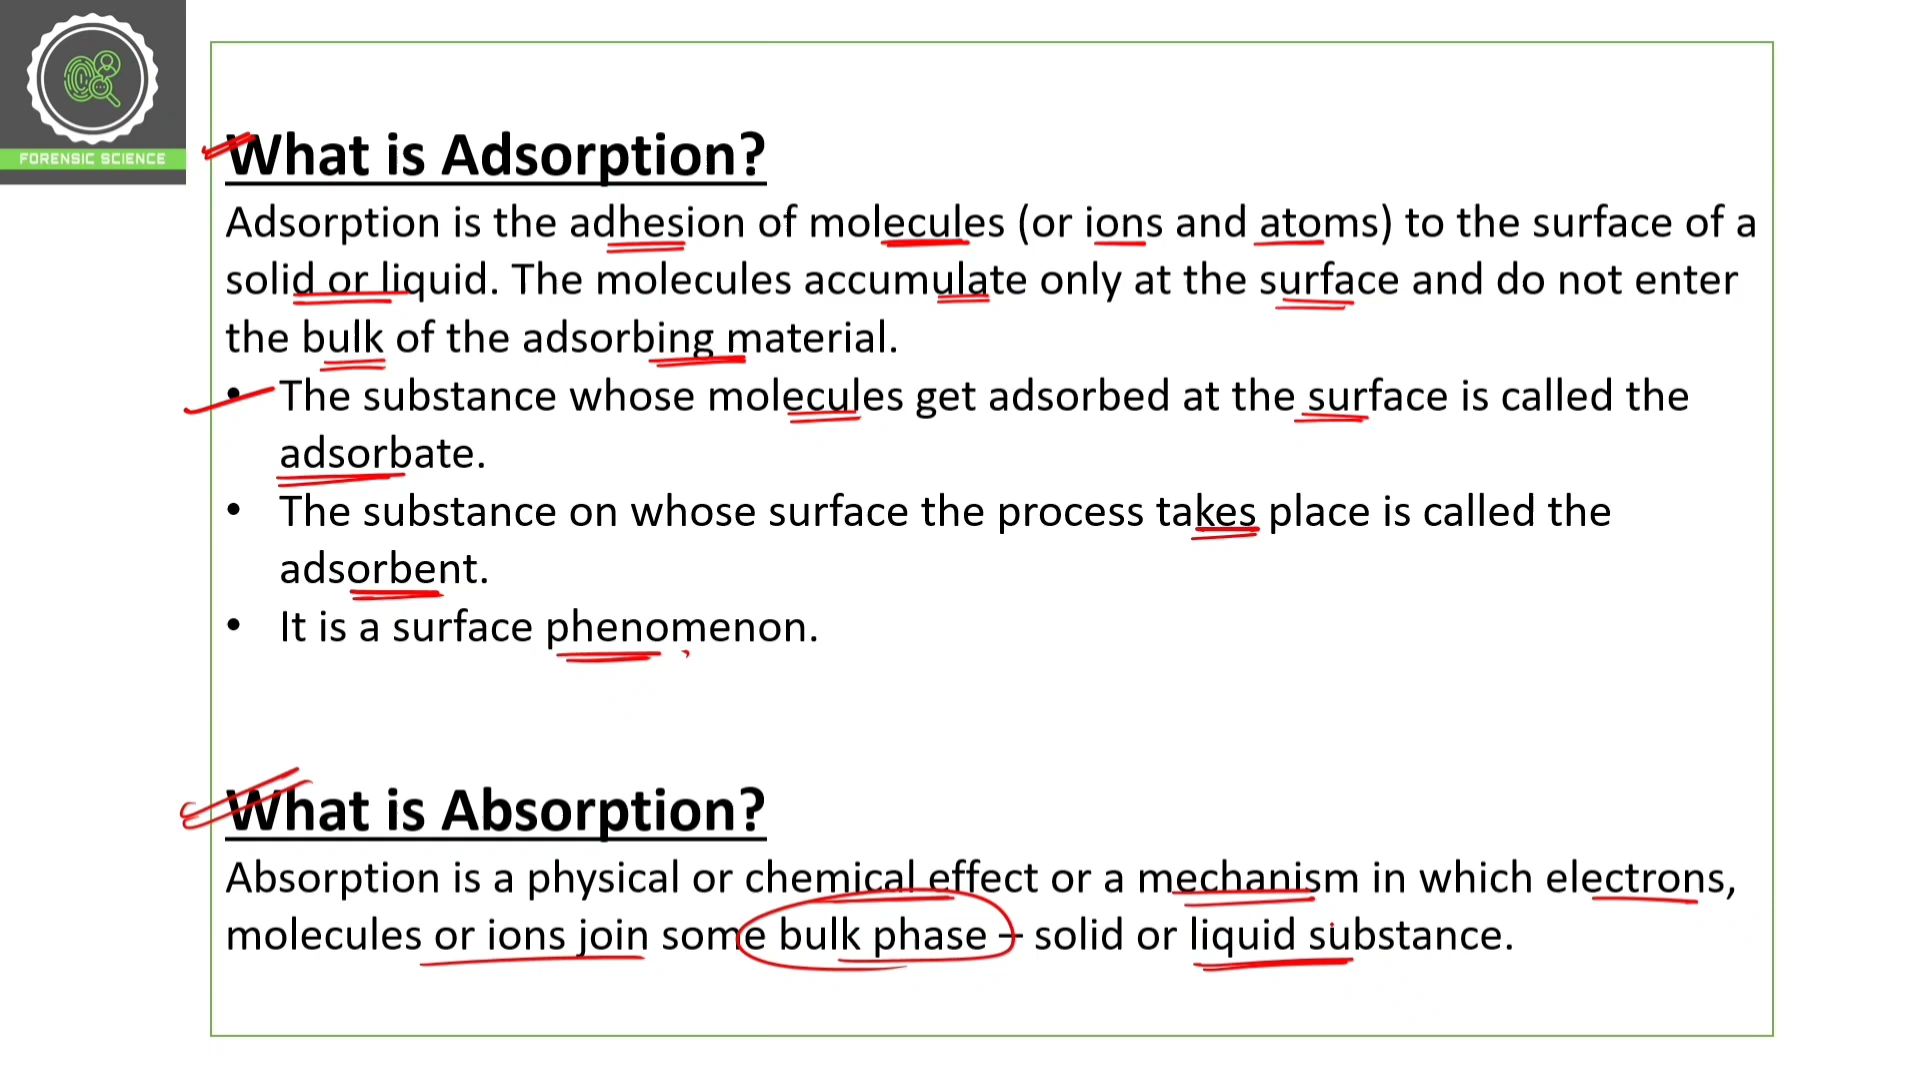 FORENSIC SCIENCE
What is Adsorption?
Adsorption is the adhesion of molecules (or ions and atoms) to the surface of a
solid or liquid. The molecules accumulate only at the surface and do not enter
the bulk of the adsorbing material.
• The substance whose molecules get adsorbed at the surface is called the
adsorbate.
• The substance on whose surface the process takes place is called the
adsorbent.
• It is a surface phenomenon.
What is Absorption?
Absorption is a physical or chemical effect or a mechanism in which electrons,
molecules or ions join some bulk phase – solid or liquid substance.